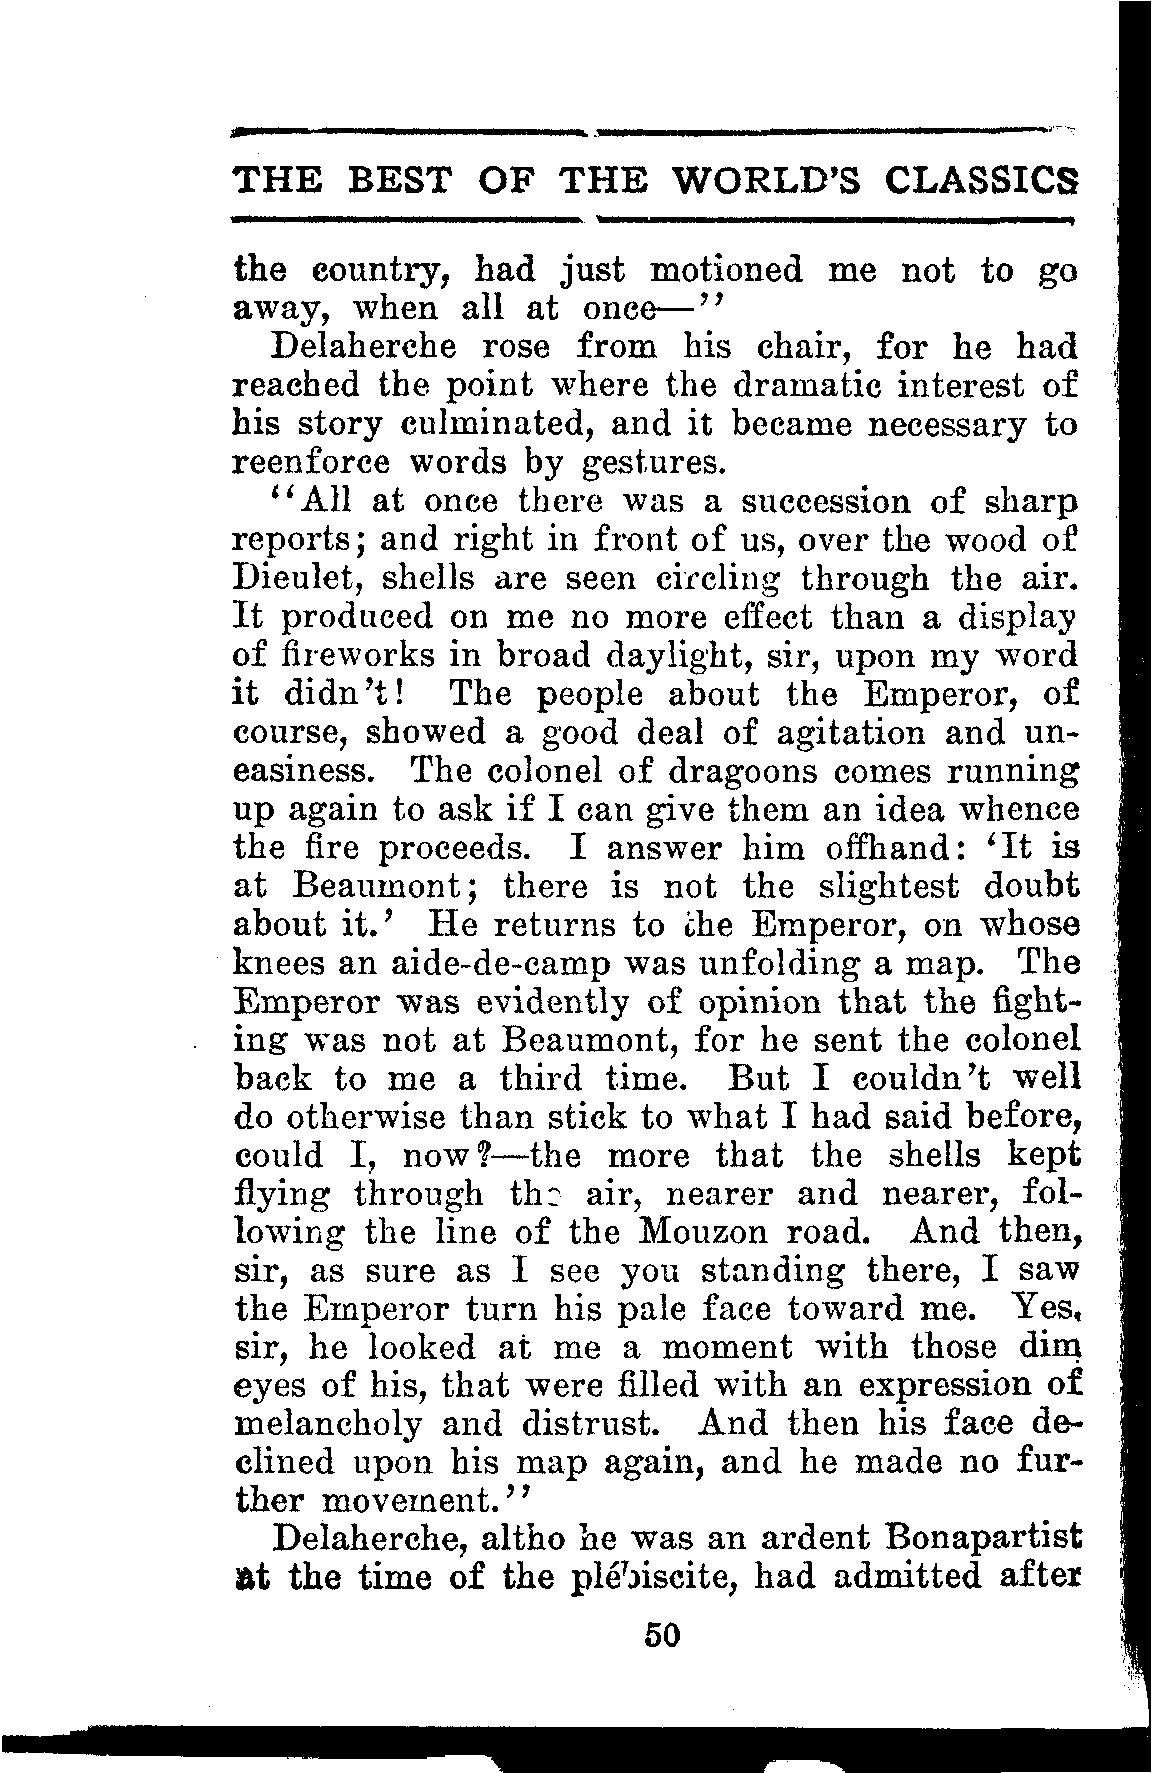 THE BEST OF THE WORLD'S CLASSICS
the country, had just motioned me not to go
away, when all at once—"
Delaherche rose from his chair, for he had
reached the point where the dramatic interest of
his story culminated, and it became necessary to
reenforce words by gestures.
"All at once there was a succession of sharp
reports; and right in front of us, over the wood of
Dieulet, shells are seen circling through the air.
It produced on me no more effect than a display
of fireworks in broad daylight, sir, upon my word
it didn't! The people about the Emperor, of
course, showed a good deal of agitation and un-
easiness. The colonel of dragoons comes running
up again to ask if I can give them an idea whence
the fire proceeds. I answer him offhand: 'It is
at Beaumont; there is not the slightest doubt
about it.' He returns to the Emperor, on whose
knees an aide-de-camp was unfolding a map. The
Emperor was evidently of opinion that the fight-
ing was not at Beaumont, for he sent the colonel
back to me a third time. But I couldn't well
do otherwise than stick to what I had said before,
could I, now?—the more that the shells kept
flying through the air, nearer and nearer, fol-
lowing the line of the Mouzon road. And then,
sir, as sure as I see you standing there, I saw
the Emperor turn his pale face toward me. Yes,
sir, he looked at me a moment with those dim
eyes of his, that were filled with an expression of
melancholy and distrust. And then his face de-
clined upon his map again, and he made no fur-
ther movement."
Delaherche, altho he was an ardent Bonapartist
at the time of the plébiscite, had admitted after
50